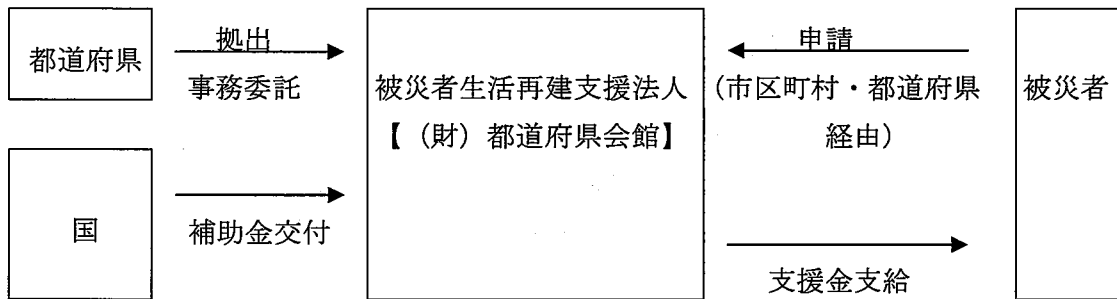 都道府県
拠出
事務委託
国
補助金交付
被災者生活再建支援法人
【(財)都道府県会館】
申請
(市区町村・都道府県
経由)
支援金支給
被災者